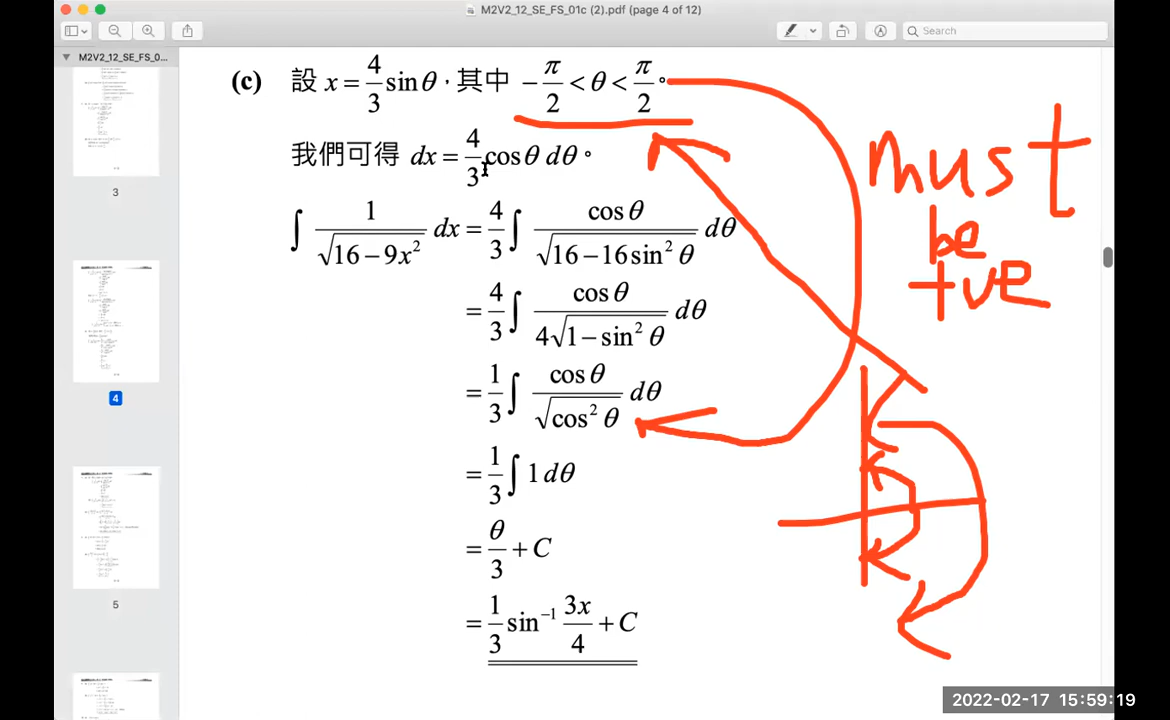 M2V2_12_SE_FS_01c (2).pdf (page 4 of 12)
Search
M2V2_12_SE_FS_0...
3
4
5
(c) 設 x = 4/3 sin θ，其中 −π/2 < θ < π/2。
我們可得 dx = 4/3 cos θ dθ。
∫ 1/√(16 − 9x²) dx = 4/3 ∫ cos θ/√(16 − 16 sin² θ) dθ
= 4/3 ∫ cos θ/(4√(1 − sin² θ)) dθ
= 1/3 ∫ cos θ/√(cos² θ) dθ
= 1/3 ∫ 1 dθ
= θ/3 + C
= 1/3 sin⁻¹ 3x/4 + C
must
be
+ve
2022-02-17 15:59:19